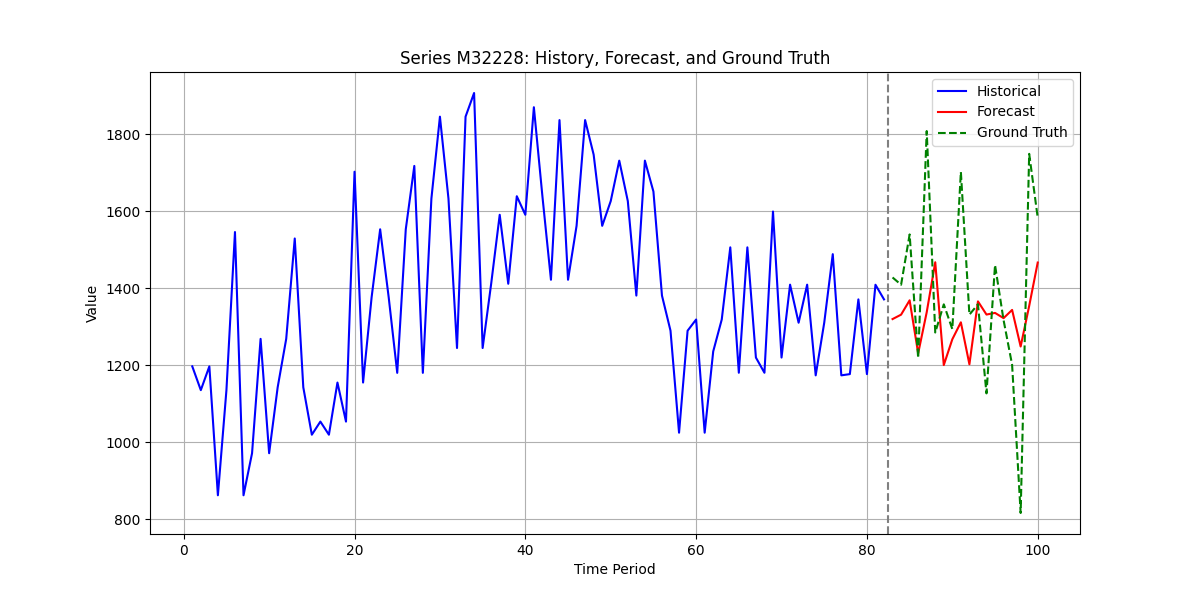 Series M32228: History, Forecast, and Ground Truth
Historical
Forecast
Ground Truth
Value
1800
1600
1400
1200
1000
800
0 20 40 60 80 100
Time Period